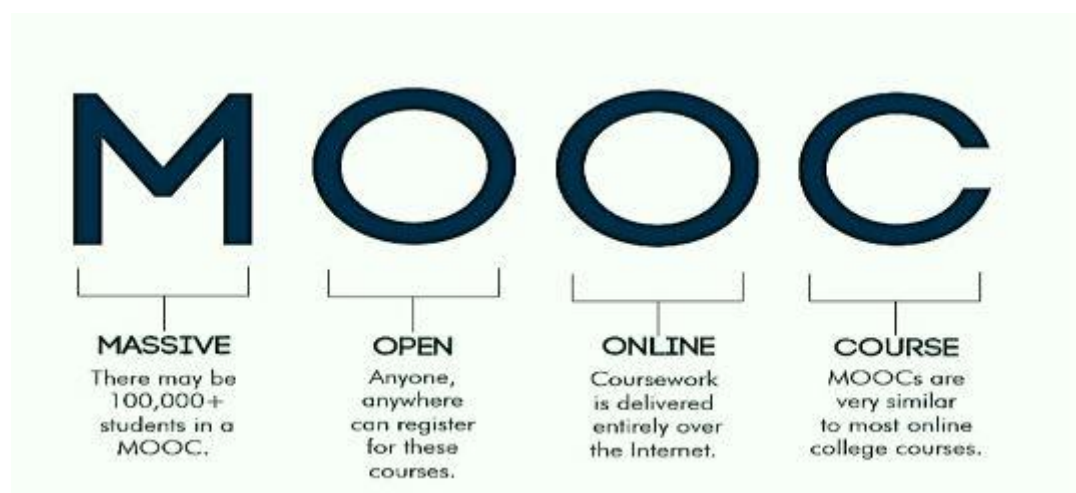 MOOC
MASSIVE
There may be
100,000+
students in a
MOOC.
OPEN
Anyone,
anywhere
can register
for these
courses.
ONLINE
Coursework
is delivered
entirely over
the Internet.
COURSE
MOOCs are
very similar
to most online
college courses.